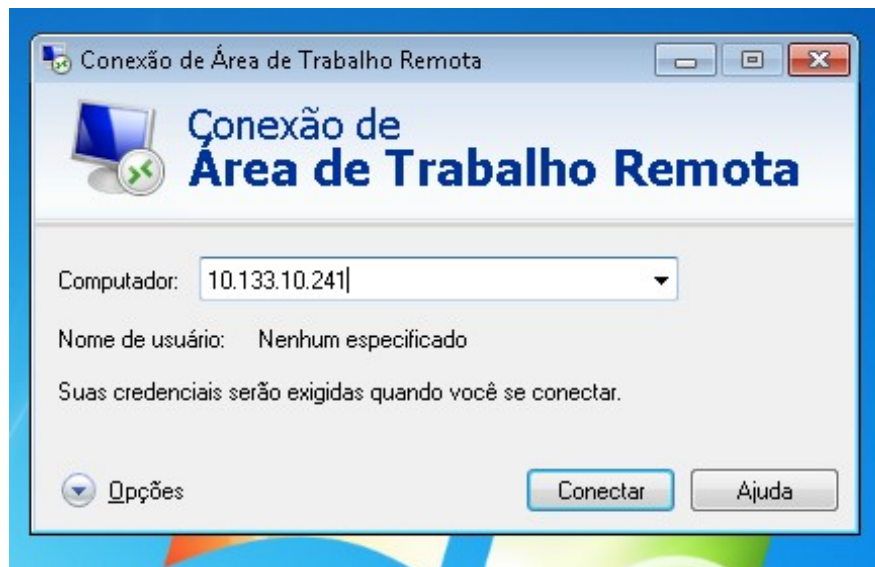 Conexão de Área de Trabalho Remota
Conexão de
Área de Trabalho Remota
Computador: 10.133.10.241
Nome de usuário: Nenhum especificado
Suas credenciais serão exigidas quando você se conectar.
Opções Conectar Ajuda